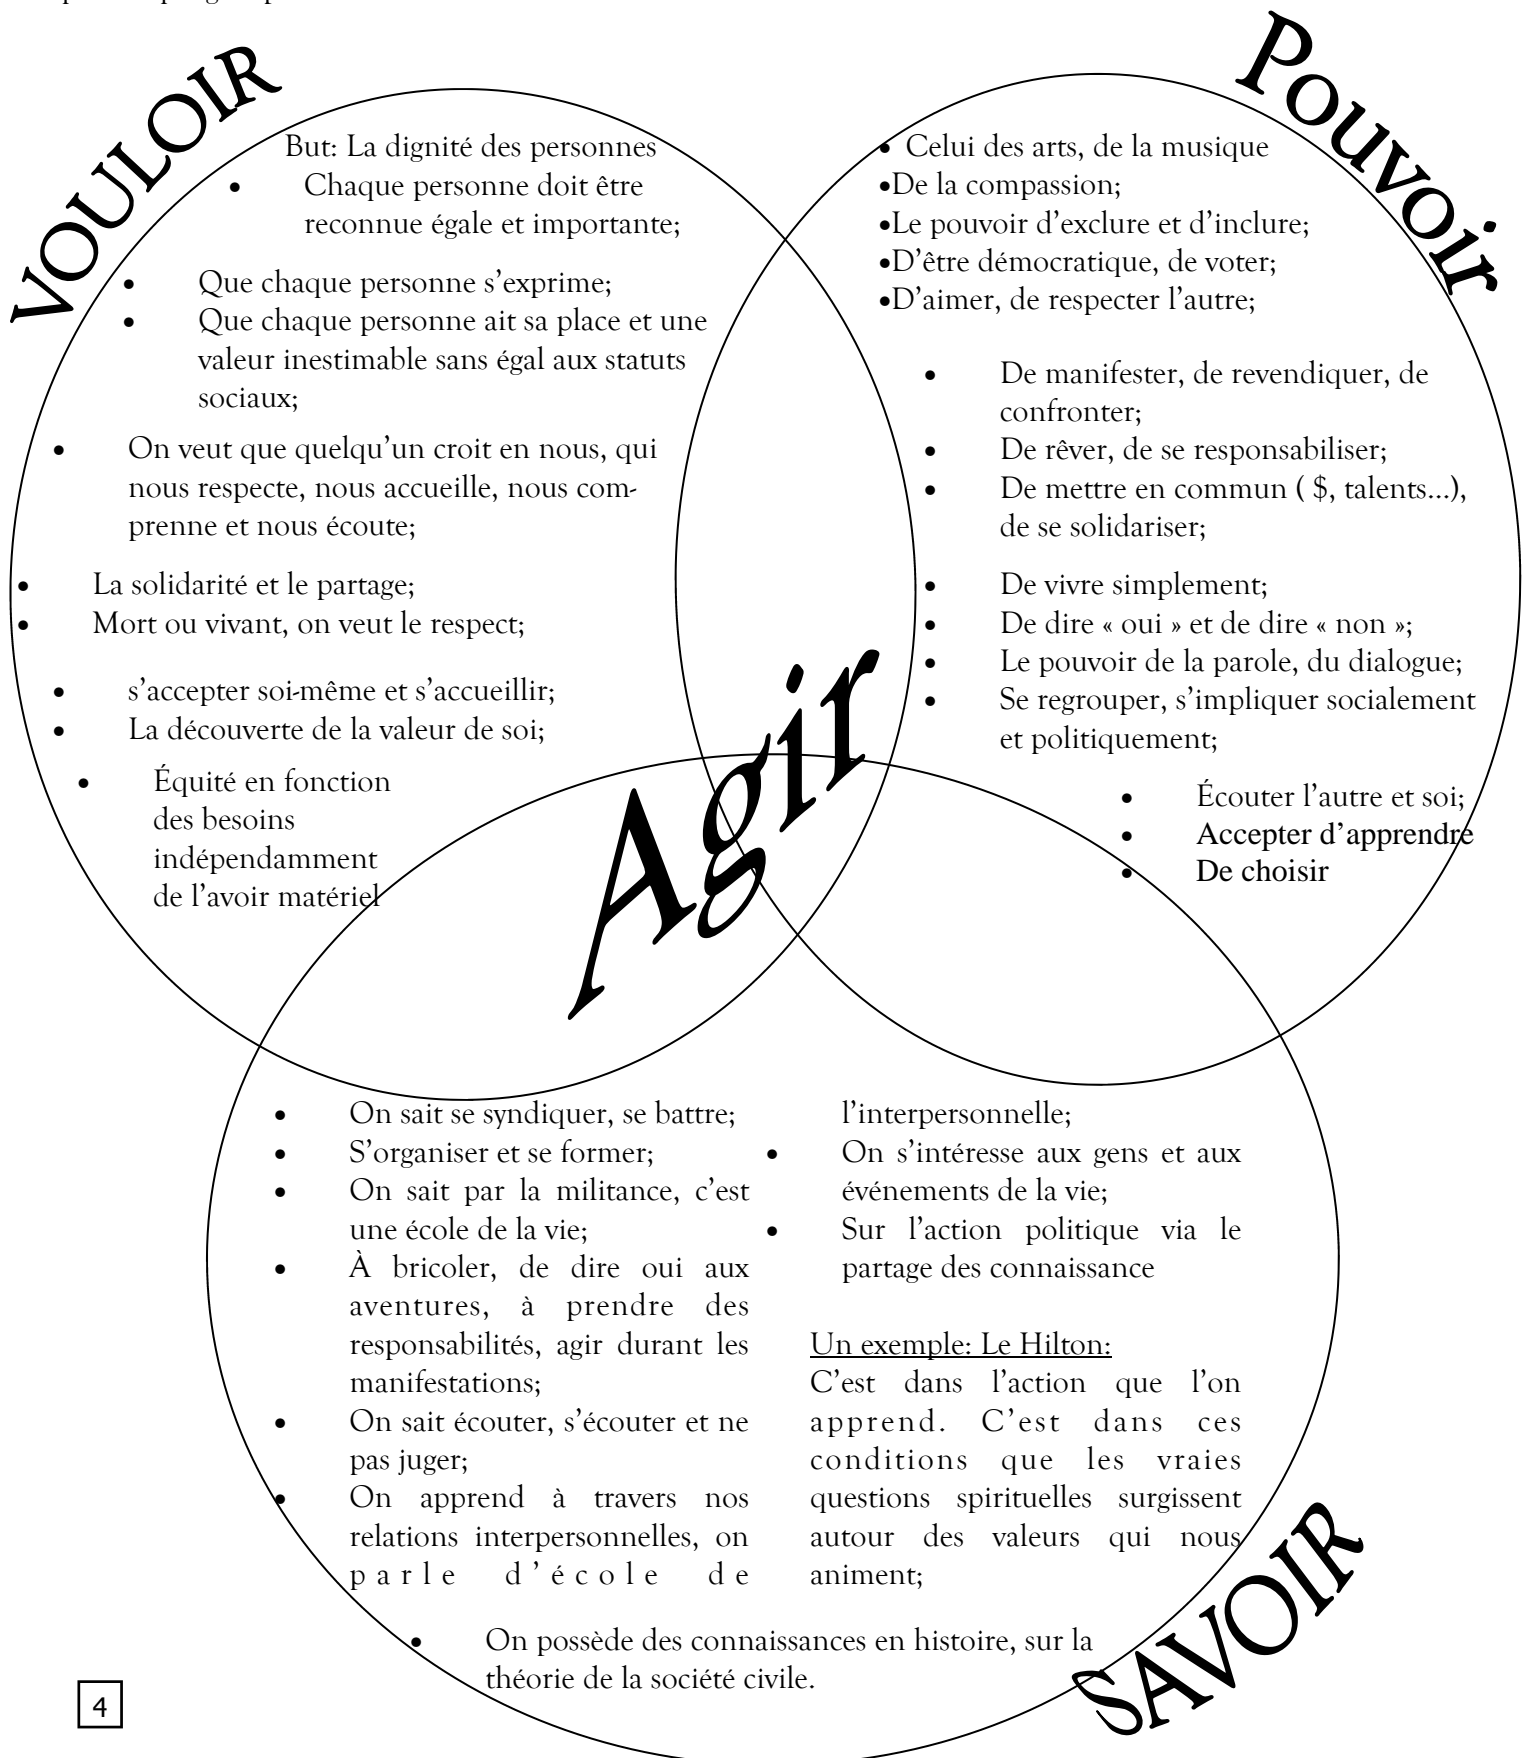 VOULOIR
But: La dignité des personnes
• Chaque personne doit être
reconnue égale et importante;
• Que chaque personne s’exprime;
• Que chaque personne ait sa place et une
valeur inestimable sans égal aux statuts
sociaux;
• On veut que quelqu’un croit en nous, qui
nous respecte, nous accueille, nous com-
prenne et nous écoute;
• La solidarité et le partage;
• Mort ou vivant, on veut le respect;
• s’accepter soi-même et s’accueillir;
• La découverte de la valeur de soi;
• Équité en fonction
des besoins
indépendamment
de l’avoir matériel
Pouvoir
• Celui des arts, de la musique
•De la compassion;
•Le pouvoir d’exclure et d’inclure;
•D’être démocratique, de voter;
•D’aimer, de respecter l’autre;
• De manifester, de revendiquer, de
confronter;
• De rêver, de se responsabiliser;
• De mettre en commun ( $, talents...),
de se solidariser;
• De vivre simplement;
• De dire « oui » et de dire « non »;
• Le pouvoir de la parole, du dialogue;
• Se regrouper, s’impliquer socialement
et politiquement;
• Écouter l’autre et soi;
• Accepter d’apprendre
• De choisir
Agir
• On sait se syndiquer, se battre;
• S’organiser et se former;
• On sait par la militance, c’est
une école de la vie;
• À bricoler, de dire oui aux
aventures, à prendre des
responsabilités, agir durant les
manifestations;
• On sait écouter, s’écouter et ne
pas juger;
• On apprend à travers nos
relations interpersonnelles, on
parle d’école de
l’interpersonnelle;
• On s’intéresse aux gens et aux
événements de la vie;
• Sur l’action politique via le
partage des connaissance
Un exemple: Le Hilton:
C’est dans l’action que l’on
apprend. C’est dans ces
conditions que les vraies
questions spirituelles surgissent
autour des valeurs qui nous
animent;
• On possède des connaissances en histoire, sur la
théorie de la société civile.
SAVOIR
4